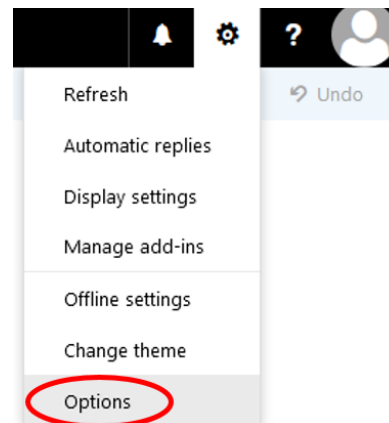 ?
Refresh
Undo
Automatic replies
Display settings
Manage add-ins
Offline settings
Change theme
Options